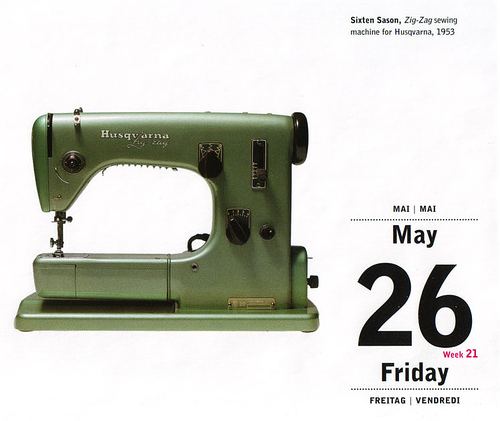 Sixten Sason, Zig-Zag sewing
machine for Husqvarna, 1953
Husqvarna
Zig-Zag
MAI | MAI
May
26
Week 21
Friday
FREITAG | VENDREDI